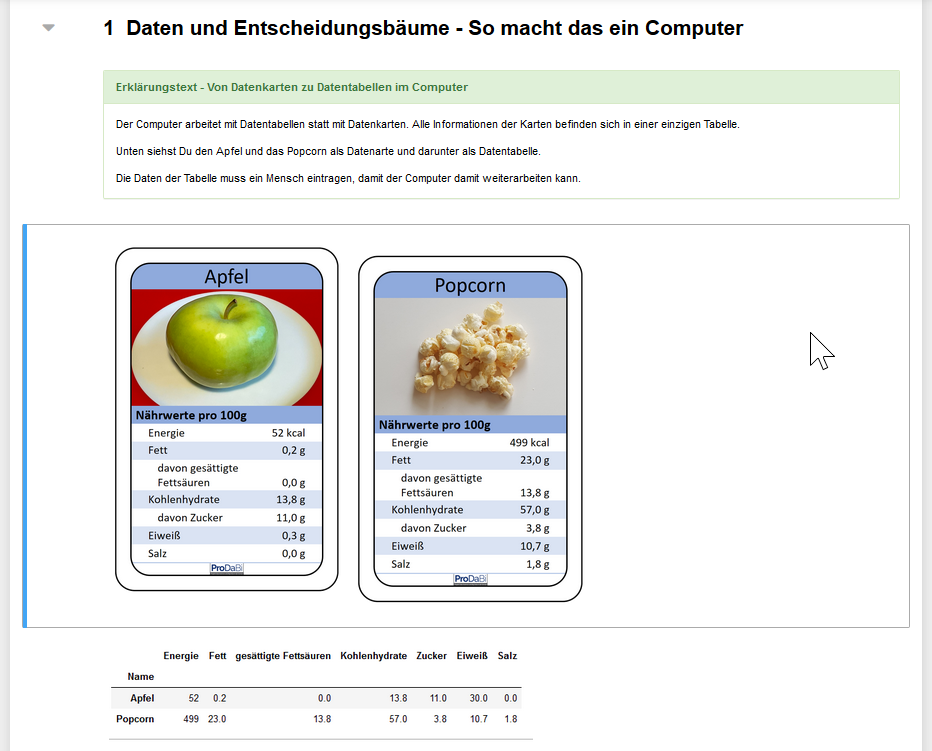 1 Daten und Entscheidungsbäume - So macht das ein Computer
Erklärungstext - Von Datenkarten zu Datentabellen im Computer
Der Computer arbeitet mit Datentabellen statt mit Datenkarten. Alle Informationen der Karten befinden sich in einer einzigen Tabelle.
Unten siehst Du den Apfel und das Popcorn als Datenarte und darunter als Datentabelle.
Die Daten der Tabelle muss ein Mensch eintragen, damit der Computer damit weiterarbeiten kann.
Apfel
Nährwerte pro 100g
Energie 52 kcal
Fett 0,2 g
davon gesättigte
Fettsäuren 0,0 g
Kohlenhydrate 13,8 g
davon Zucker 11,0 g
Eiweiß 0,3 g
Salz 0,0 g
ProDaBi
Popcorn
Nährwerte pro 100g
Energie 499 kcal
Fett 23,0 g
davon gesättigte
Fettsäuren 13,8 g
Kohlenhydrate 57,0 g
davon Zucker 3,8 g
Eiweiß 10,7 g
Salz 1,8 g
ProDaBi
Energie Fett gesättigte Fettsäuren Kohlenhydrate Zucker Eiweiß Salz
Name
Apfel 52 0.2 0.0 13.8 11.0 30.0 0.0
Popcorn 499 23.0 13.8 57.0 3.8 10.7 1.8